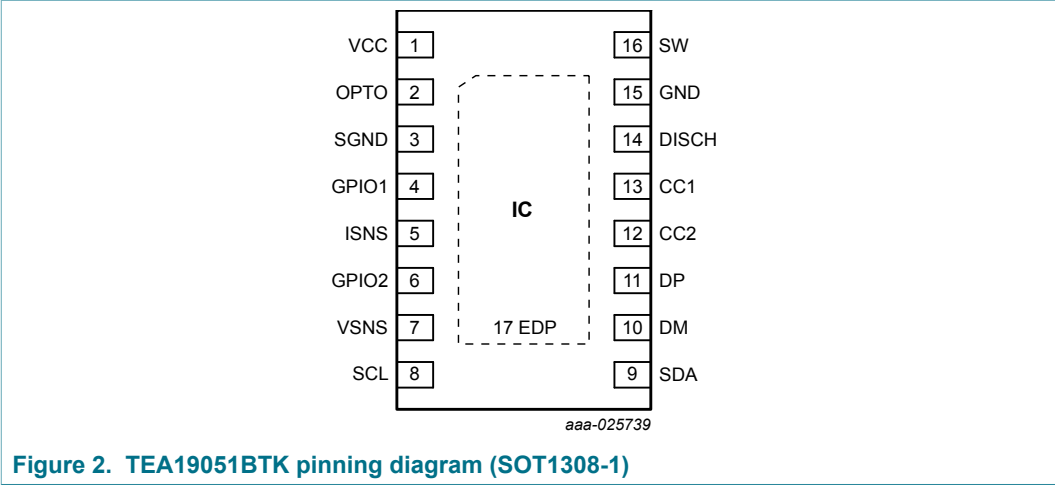 VCC 1 16 SW
OPTO 2 15 GND
SGND 3 14 DISCH
GPIO1 4 13 CC1
IC
ISNS 5 12 CC2
GPIO2 6 11 DP
VSNS 7 17 EDP 10 DM
SCL 8 9 SDA
aaa-025739
Figure 2. TEA19051BTK pinning diagram (SOT1308-1)